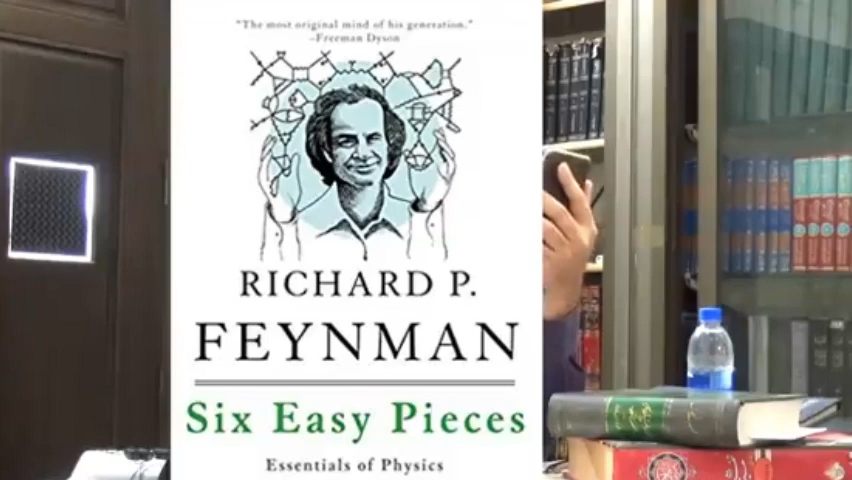 "The most original mind of his generation."
–Freeman Dyson
RICHARD P.
FEYNMAN
Six Easy Pieces
Essentials of Physics